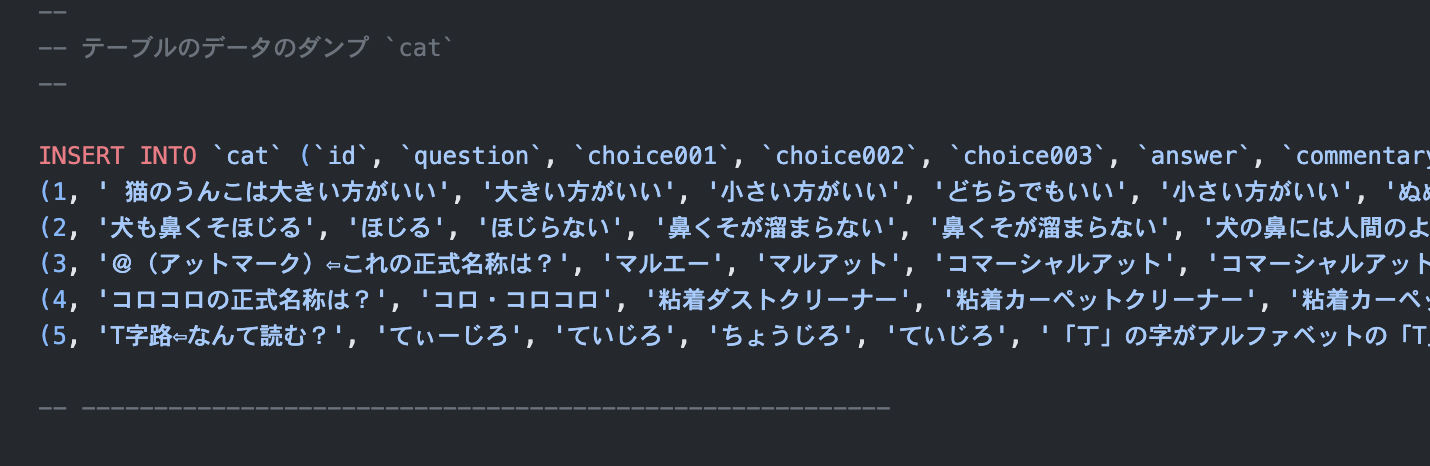 --
-- テーブルのデータのダンプ `cat`
--
INSERT INTO `cat` (`id`, `question`, `choice001`, `choice002`, `choice003`, `answer`, `commentary
(1, ' 猫のうんこは大きい方がいい', '大きい方がいい', '小さい方がいい', 'どちらでもいい', '小さい方がいい', 'ぬぬ
(2, '犬も鼻くそほじる', 'ほじる', 'ほじらない', '鼻くそが溜まらない', '鼻くそが溜まらない', '犬の鼻には人間のよ
(3, '＠（アットマーク）⇦これの正式名称は？', 'マルエー', 'マルアット', 'コマーシャルアット', 'コマーシャルアット
(4, 'コロコロの正式名称は？', 'コロ・コロコロ', '粘着ダストクリーナー', '粘着カーペットクリーナー', '粘着カーペッ
(5, 'T字路⇦なんて読む？', 'てぃーじろ', 'ていじろ', 'ちょうじろ', 'ていじろ', '「丁」の字がアルファベットの「T」
-- --------------------------------------------------------